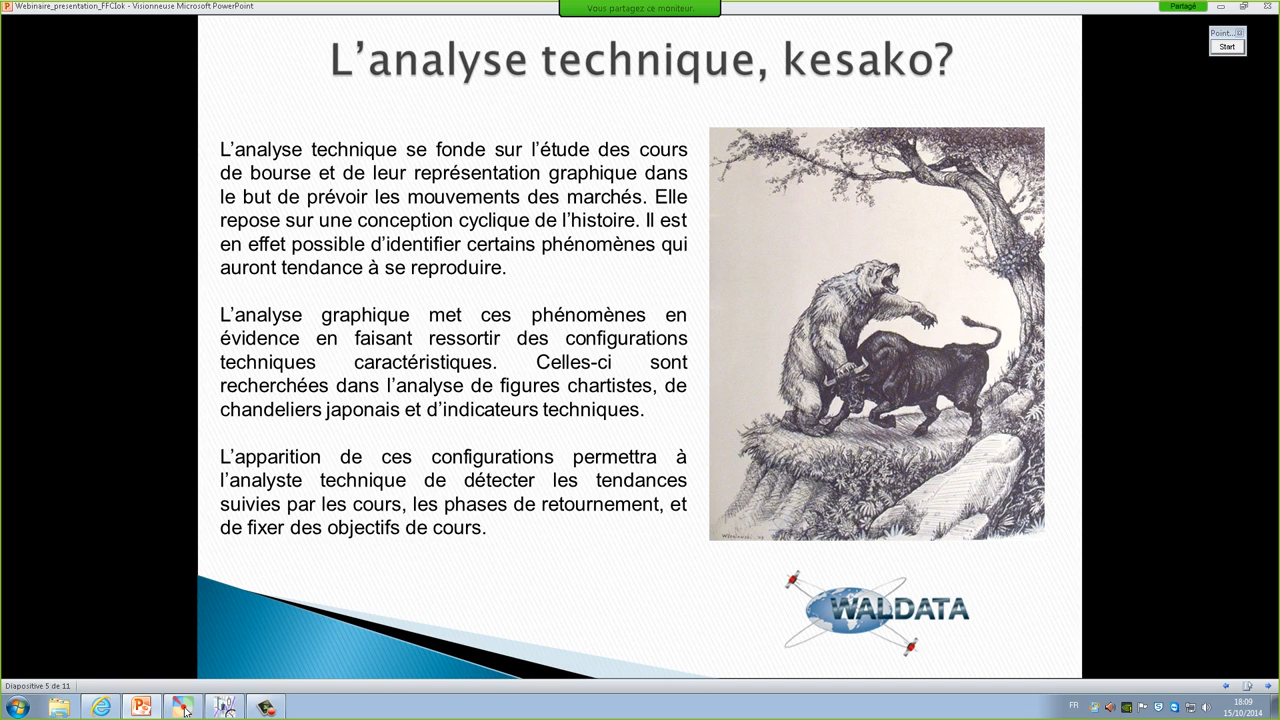 Webinaire_presentation_FFCIok - Visionneuse Microsoft PowerPoint
Vous partagez ce moniteur.
Partagé
Point...
Start
L’analyse technique, kesako?
L’analyse technique se fonde sur l’étude des cours
de bourse et de leur représentation graphique dans
le but de prévoir les mouvements des marchés. Elle
repose sur une conception cyclique de l’histoire. Il est
en effet possible d’identifier certains phénomènes qui
auront tendance à se reproduire.
L’analyse graphique met ces phénomènes en
évidence en faisant ressortir des configurations
techniques caractéristiques. Celles-ci sont
recherchées dans l’analyse de figures chartistes, de
chandeliers japonais et d’indicateurs techniques.
L’apparition de ces configurations permettra à
l’analyste technique de détecter les tendances
suivies par les cours, les phases de retournement, et
de fixer des objectifs de cours.
WALDATA
Diapositive 5 de 11
FR
18:09
15/10/2014